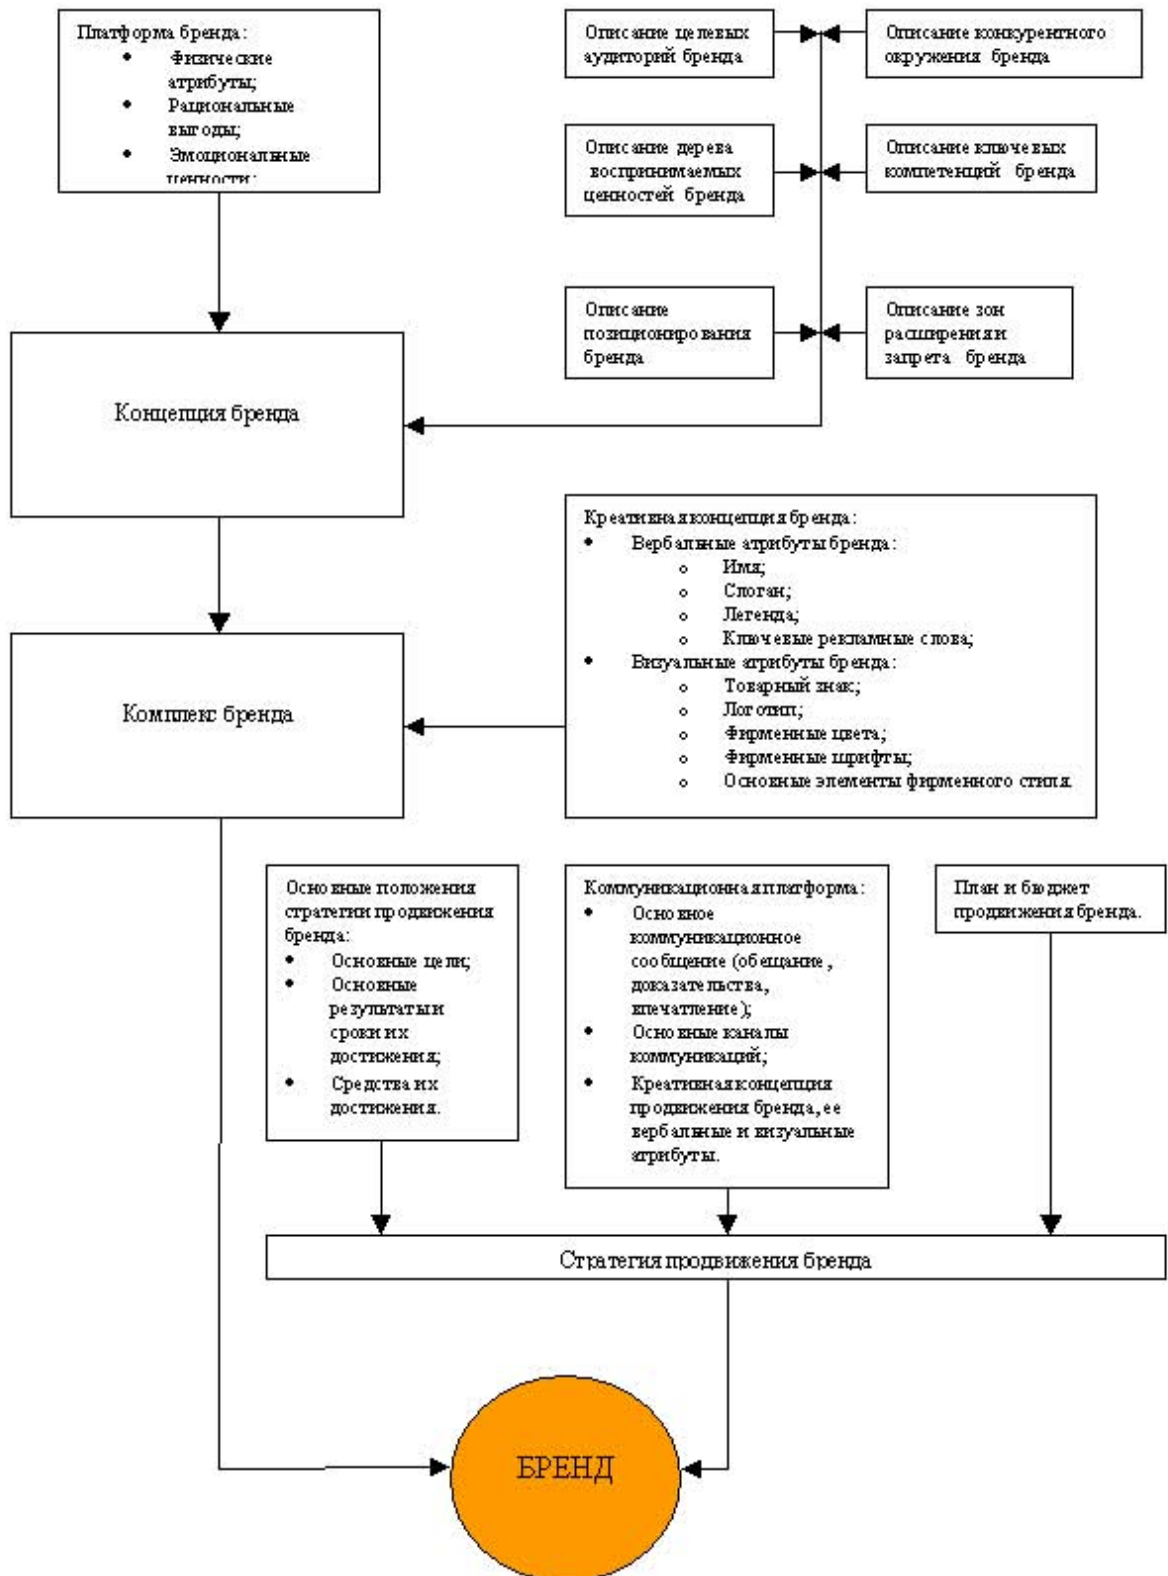 Платформа бренда:
• Физические
атрибуты;
• Рациональные
выгоды;
• Эмоциональные
ценности;
Описание целевых
аудиторий бренда
Описание конкурентного
окружения бренда
Описание дерева
воспринимаемых
ценностей бренда
Описание ключевых
компетенций бренда
Описание
позиционирования
бренда
Описание зон
расширения и
запрета бренда
Концепция бренда
Креативная концепция бренда:
• Вербальные атрибуты бренда:
o Имя;
o Слоган;
o Легенда;
o Ключевые рекламные слова;
• Визуальные атрибуты бренда:
o Товарный знак;
o Логотип;
o Фирменные цвета;
o Фирменные шрифты;
o Основные элементы фирменного стиля.
Комплекс бренда
Основные положения
стратегии продвижения
бренда:
• Основные цели;
• Основные
результаты и
сроки их
достижения;
• Средства их
достижения.
Коммуникационная платформа:
• Основное
коммуникационное
сообщение (обещание,
доказательства,
впечатление);
• Основные каналы
коммуникаций;
• Креативная концепция
продвижения бренда, ее
вербальные и визуальные
атрибуты.
План и бюджет
продвижения бренда.
Стратегия продвижения бренда
БРЕНД